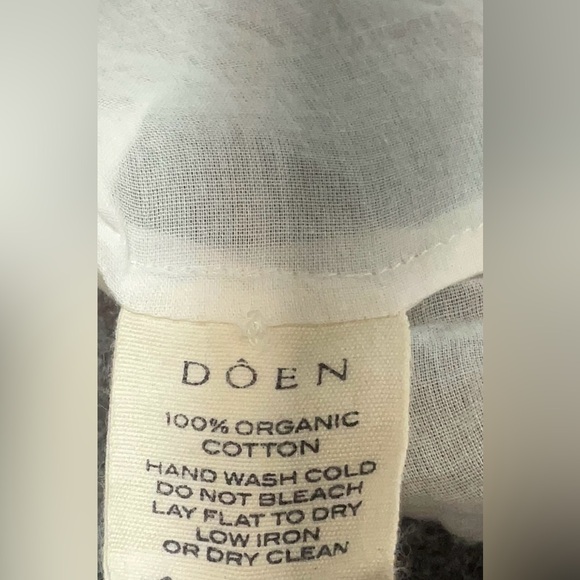 DÔEN
100% ORGANIC
COTTON
HAND WASH COLD
DO NOT BLEACH
LAY FLAT TO DRY
LOW IRON
OR DRY CLEAN